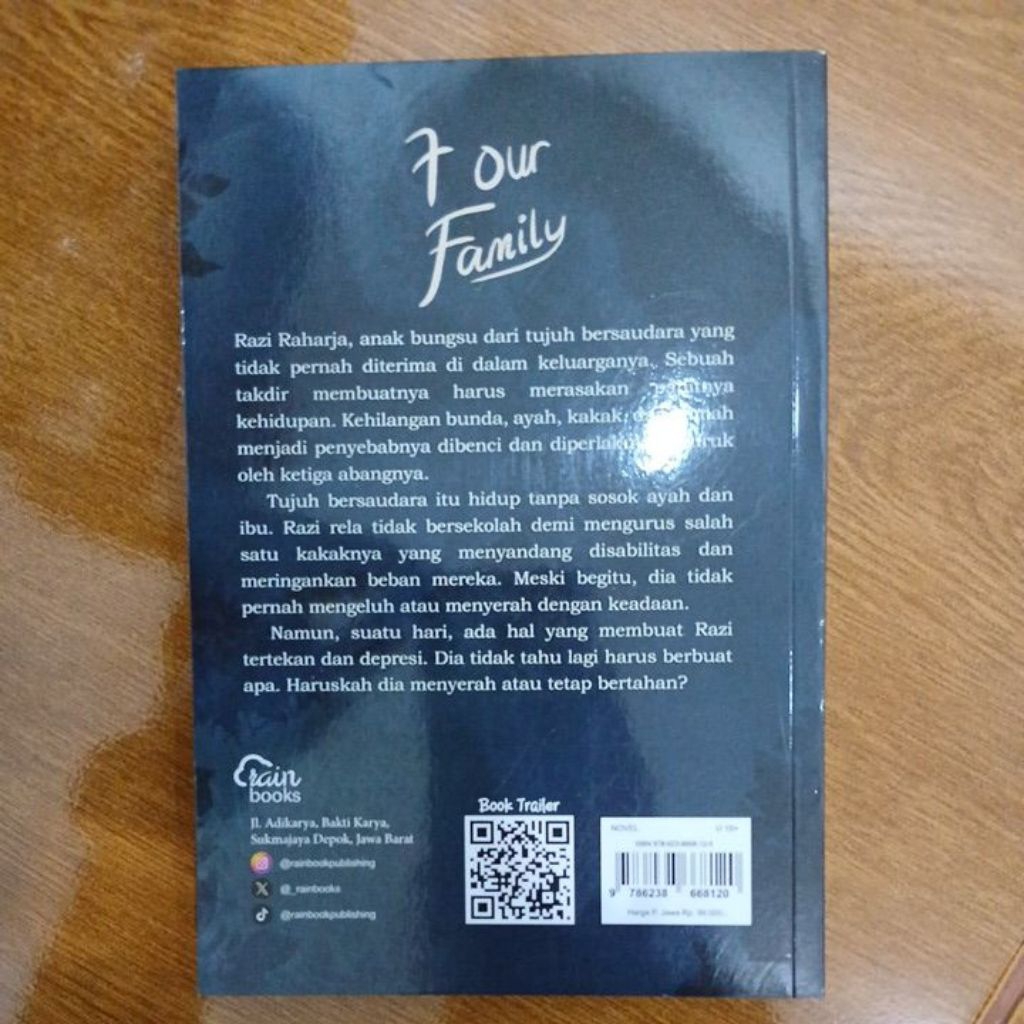 7 our
Family
Razi Raharja, anak bungsu dari tujuh bersaudara yang
tidak pernah diterima di dalam keluarganya. Sebuah
takdir membuatnya harus merasakan
kehidupan. Kehilangan bunda, ayah, kakak,
menjadi penyebabnya dibenci dan
oleh ketiga abangnya.
Tujuh bersaudara itu hidup tanpa sosok ayah dan
ibu. Razi rela tidak bersekolah demi mengurus salah
satu kakaknya yang menyandang disabilitas dan
meringankan beban mereka. Meski begitu, dia tidak
pernah mengeluh atau menyerah dengan keadaan.
Namun, suatu hari, ada hal yang membuat Razi
tertekan dan depresi. Dia tidak tahu lagi harus berbuat
apa. Haruskah dia menyerah atau tetap bertahan?
rain
books
Jl. Adikarya, Bakti Karya,
Sukmajaya Depok, Jawa Barat
@rainbookpublishing
@_rainbooks
@rainbookpublishing
Book Trailer
NOVEL
9 786238 668120
Harga P. Jawa Rp.